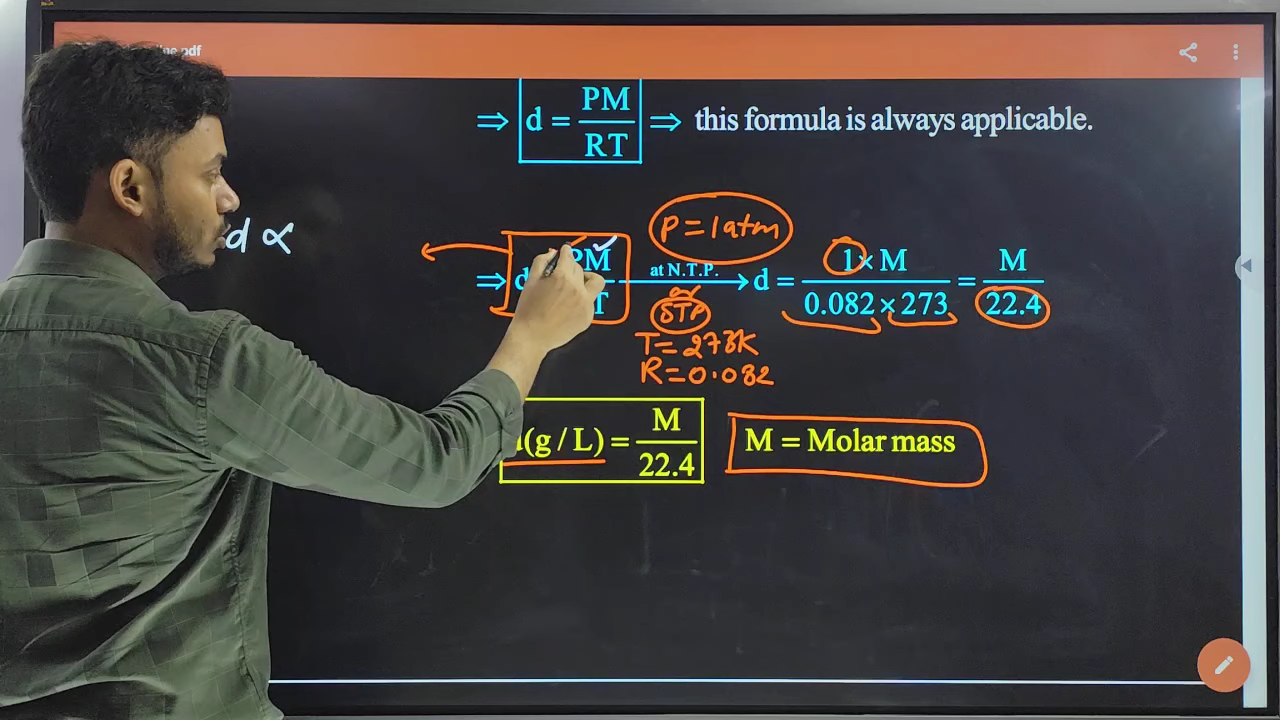 .pdf
⇒ d = PM/RT ⇒ this formula is always applicable.
P = 1atm
d ∝
⇒ d PM/T at N.T.P. → d = 1×M/0.082×273 = M/22.4
STP
T = 273K
R = 0.082
(g / L) = M/22.4
M = Molar mass